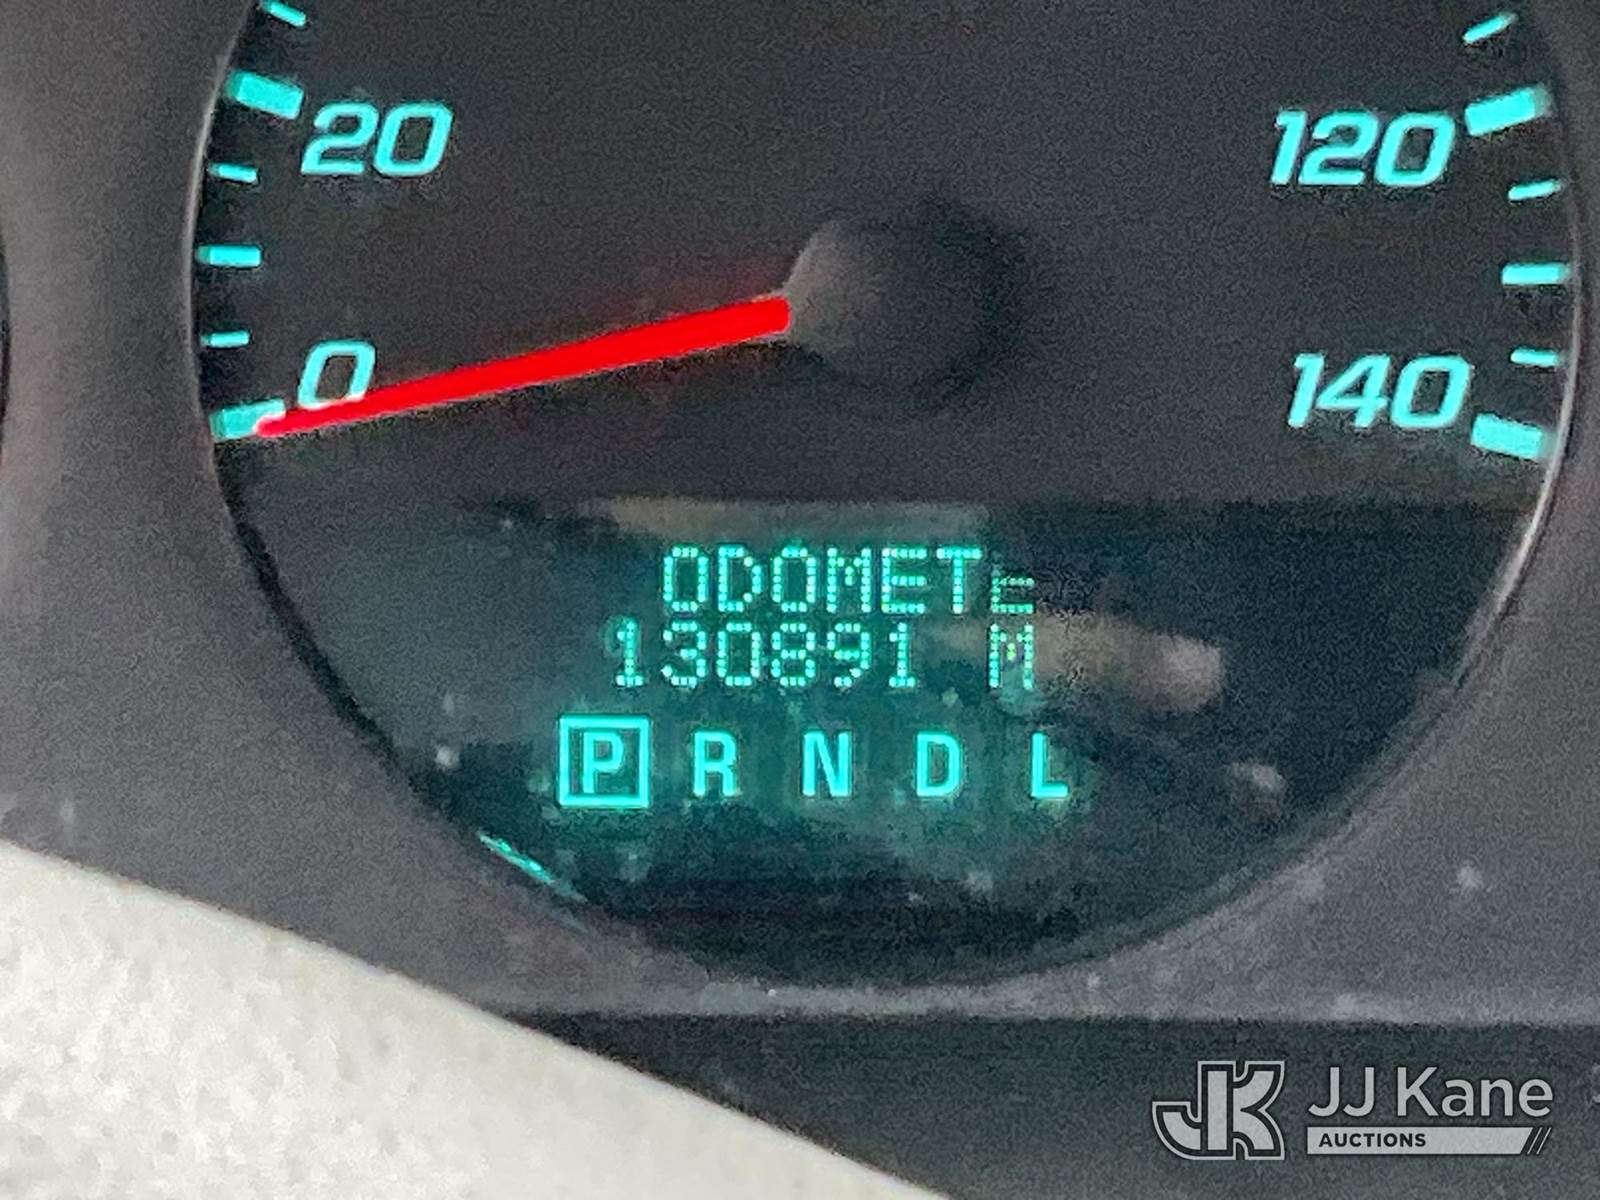 20
120
0
140
ODOMETE
130891 M
P R N D L
JK JJ Kane
AUCTIONS